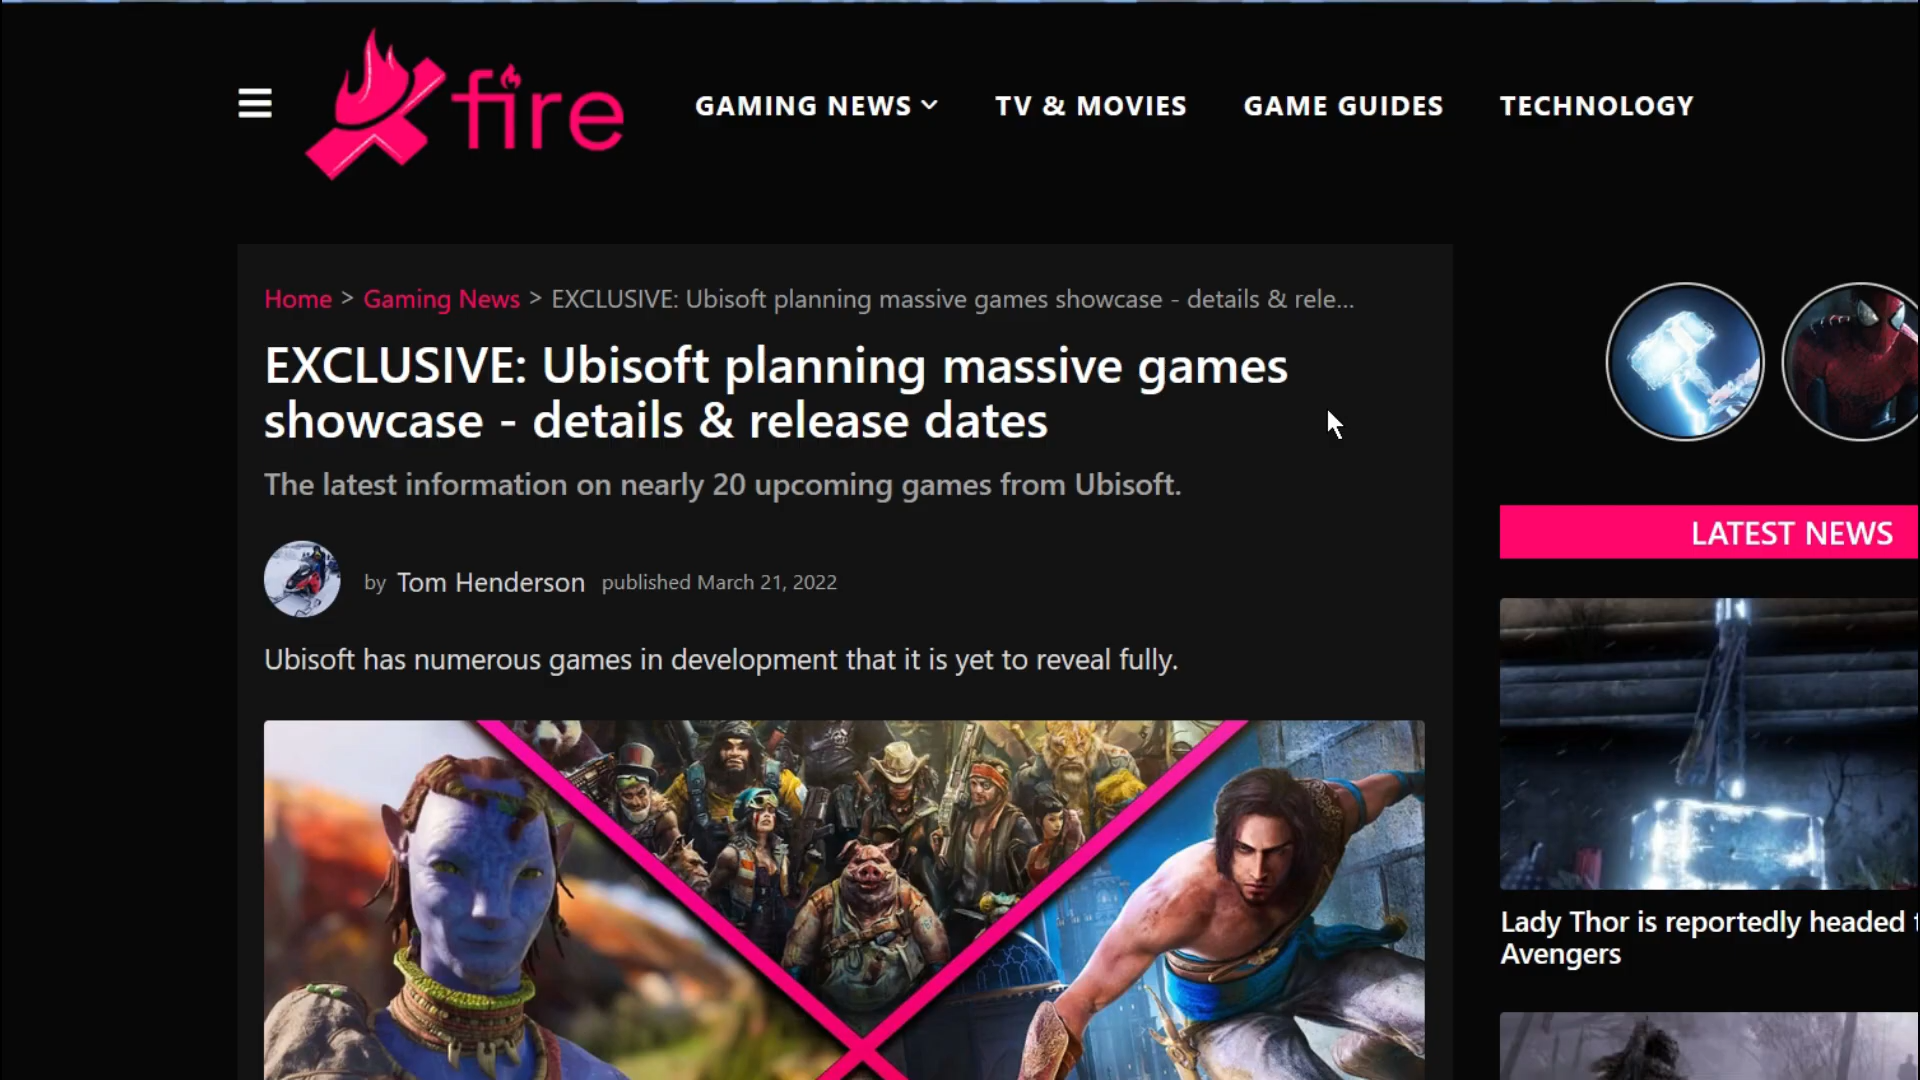 fire
GAMING NEWS
TV & MOVIES
GAME GUIDES
TECHNOLOGY
Home > Gaming News > EXCLUSIVE: Ubisoft planning massive games showcase - details & rele...
EXCLUSIVE: Ubisoft planning massive games
showcase - details & release dates
The latest information on nearly 20 upcoming games from Ubisoft.
by Tom Henderson published March 21, 2022
Ubisoft has numerous games in development that it is yet to reveal fully.
LATEST NEWS
Lady Thor is reportedly headed
Avengers